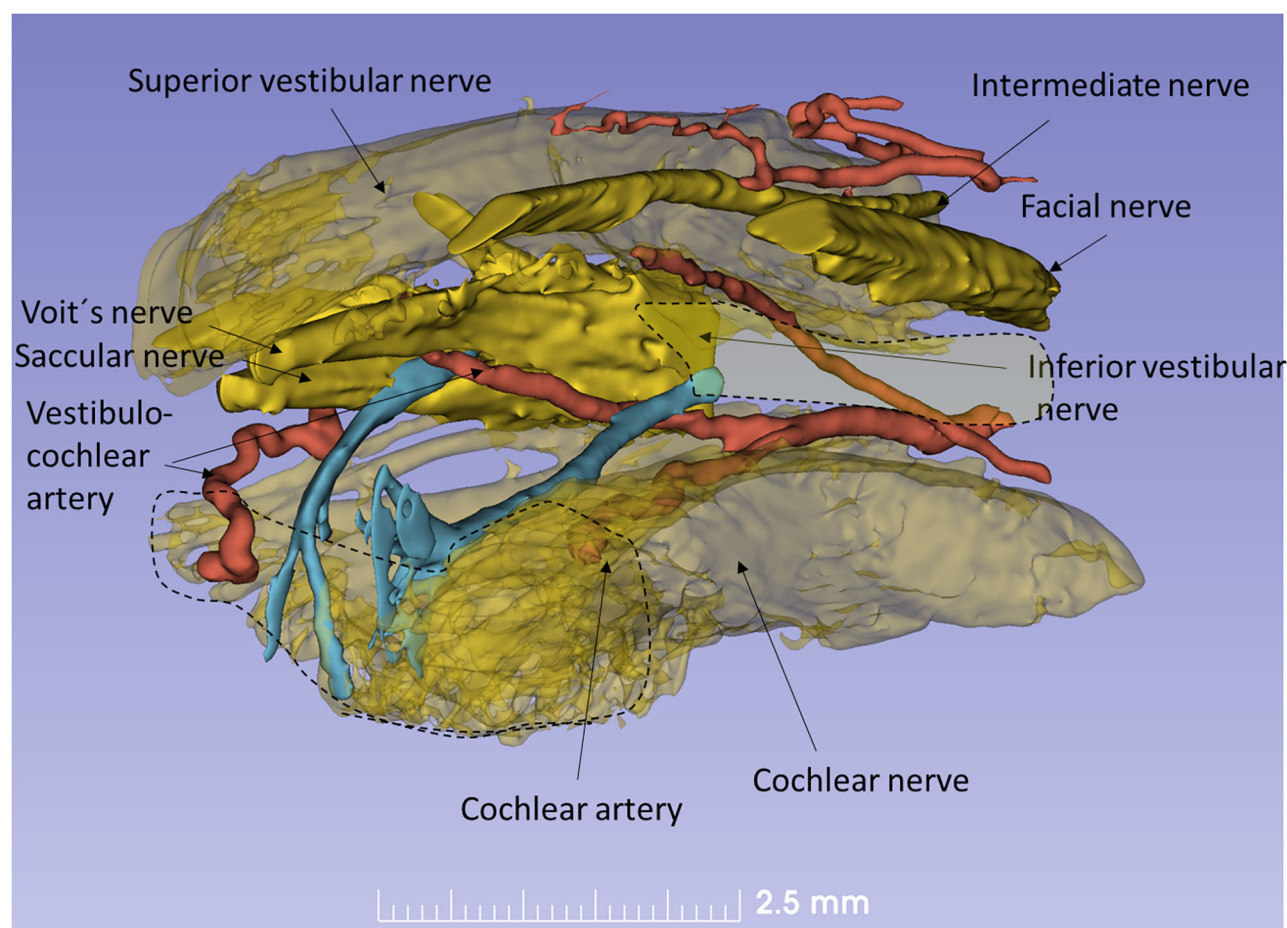 Superior vestibular nerve
Intermediate nerve
Facial nerve
Voit´s nerve
Saccular nerve
Inferior vestibular
nerve
Vestibulo-
cochlear
artery
Cochlear nerve
Cochlear artery
2.5 mm